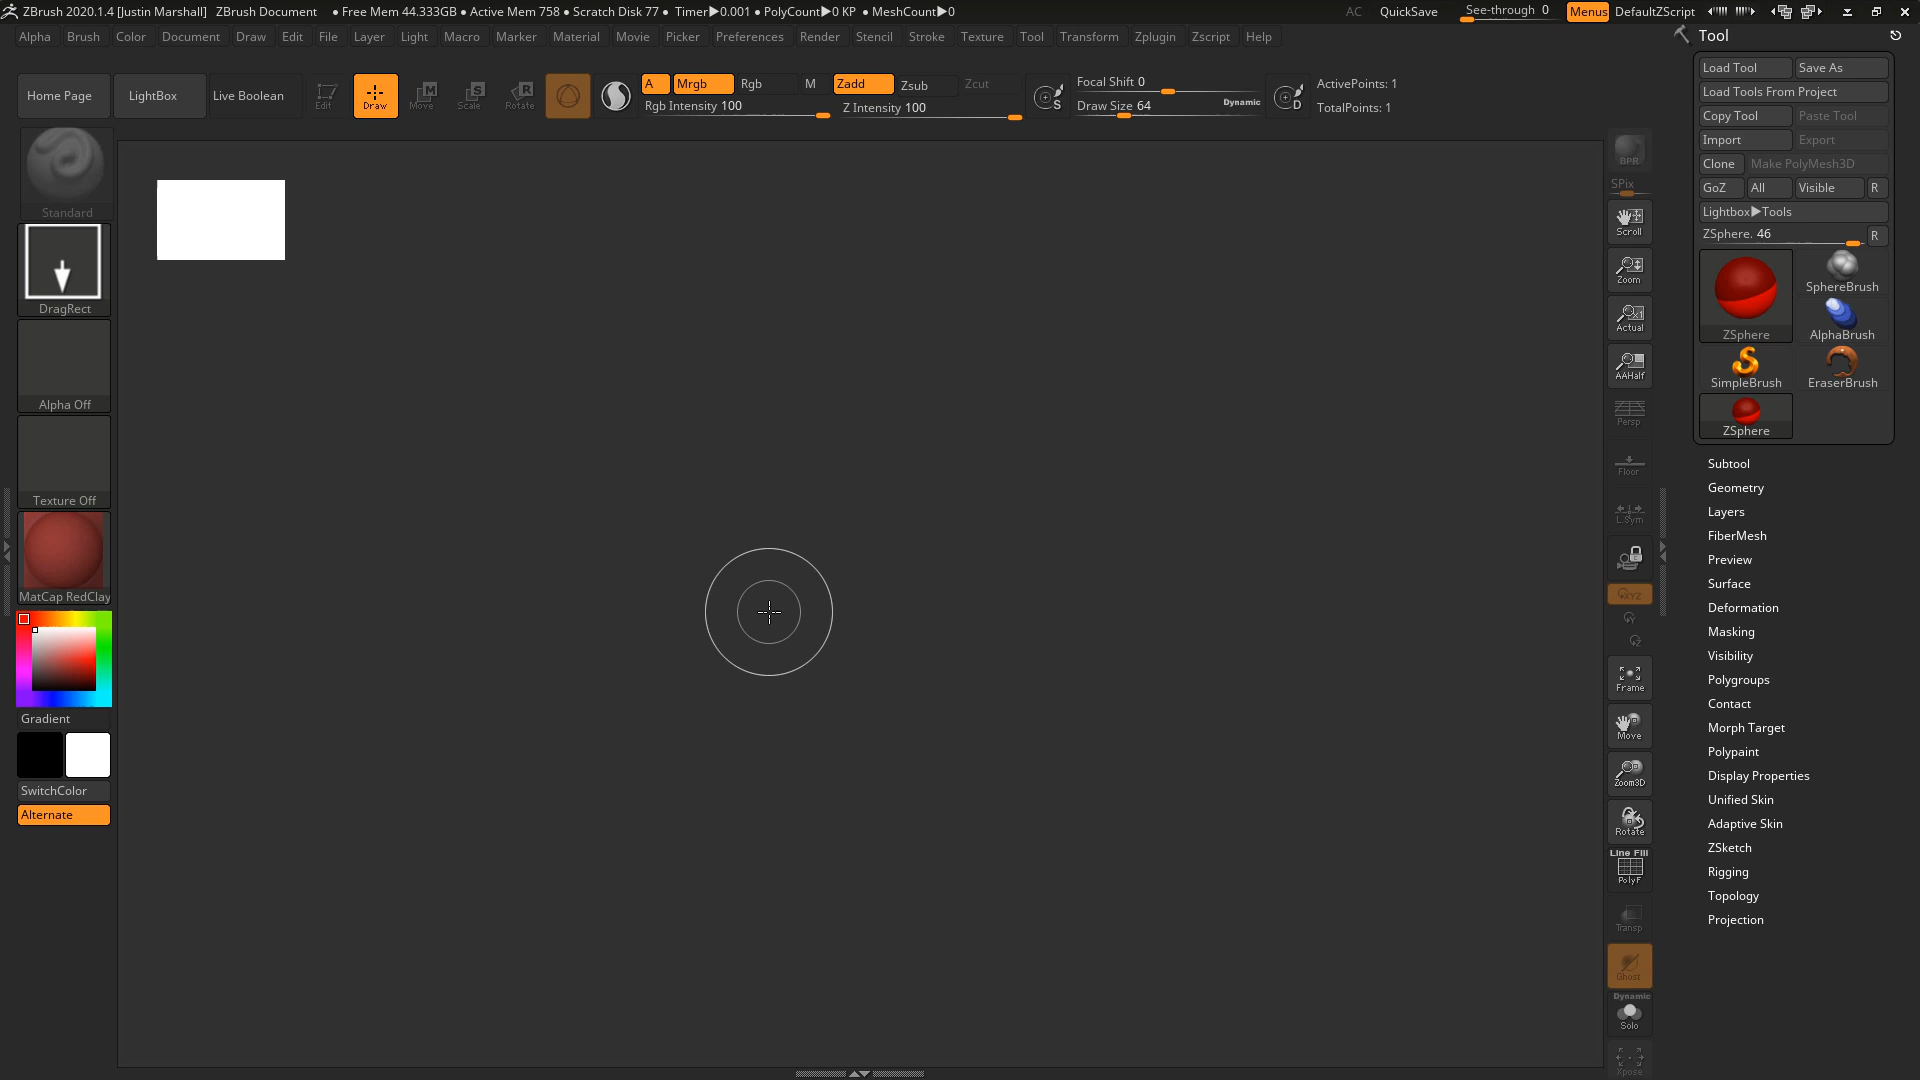 ZBrush 2020.1.4 [Justin Marshall]   ZBrush Document   • Free Mem 44.333GB • Active Mem 758 • Scratch Disk 77 •  Timer▶0.001 • PolyCount▶0 KP  • MeshCount▶0   AC   QuickSave   See-through  0   Menus   DefaultZScript
Alpha   Brush   Color   Document   Draw   Edit   File   Layer   Light   Macro   Marker   Material   Movie   Picker   Preferences   Render   Stencil   Stroke   Texture   Tool   Transform   Zplugin   Zscript   Help
Home Page   LightBox   Live Boolean   Edit   Draw   Move   Scale   Rotate
A   Mrgb   Rgb   M   Zadd   Zsub   Zcut
Rgb Intensity 100   Z Intensity 100
S   Focal Shift 0
Draw Size 64   Dynamic   D
ActivePoints: 1
TotalPoints: 1
Standard
DragRect
Alpha Off
Texture Off
MatCap RedClay
Gradient
SwitchColor
Alternate
BPR
SPix
Scroll
Zoom
Actual
AAHalf
Persp
Floor
L.Sym
XYZ
Y
Z
Frame
Move
Zoom3D
Rotate
Line Fill
PolyF
Transp
Ghost
Dynamic
Solo
Xpose
Tool
Load Tool   Save As
Load Tools From Project
Copy Tool   Paste Tool
Import   Export
Clone   Make PolyMesh3D
GoZ   All   Visible   R
Lightbox▶Tools
ZSphere. 46   R
ZSphere   SphereBrush
AlphaBrush
SimpleBrush   EraserBrush
ZSphere
Subtool
Geometry
Layers
FiberMesh
Preview
Surface
Deformation
Masking
Visibility
Polygroups
Contact
Morph Target
Polypaint
Display Properties
Unified Skin
Adaptive Skin
ZSketch
Rigging
Topology
Projection